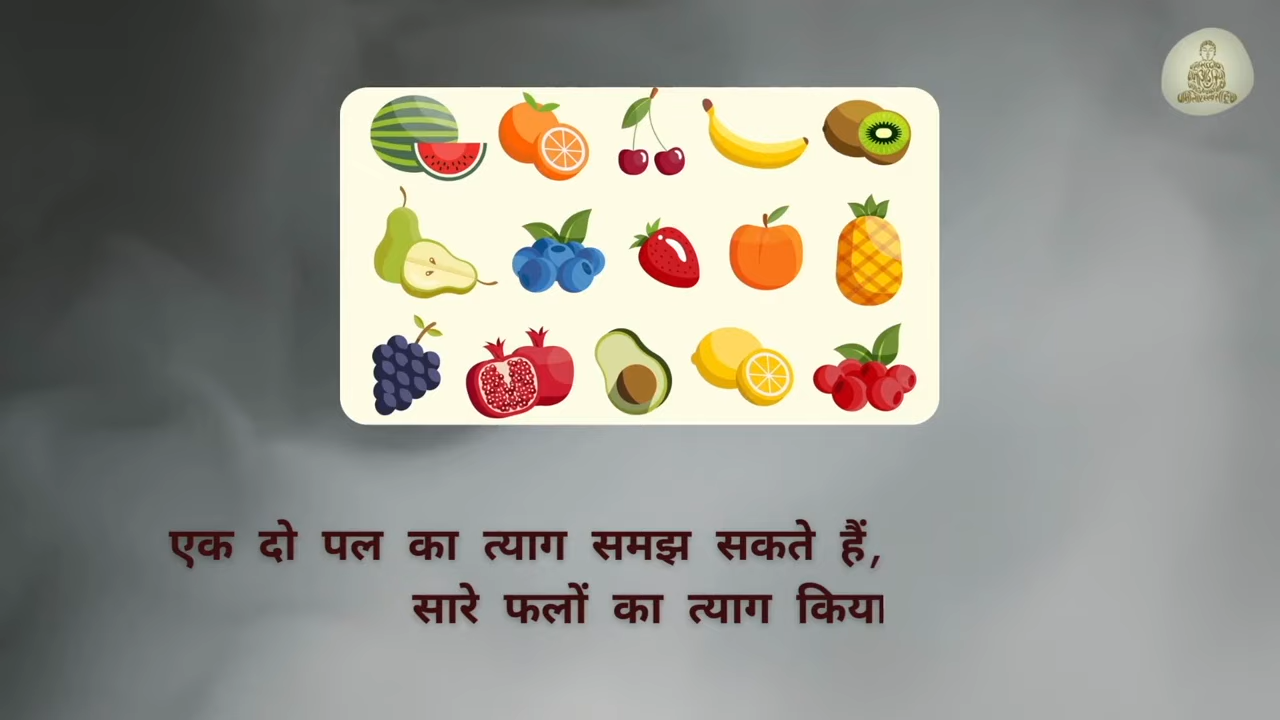 एक दो पल का त्याग समझ सकते हैं,
सारे फलों का त्याग किया